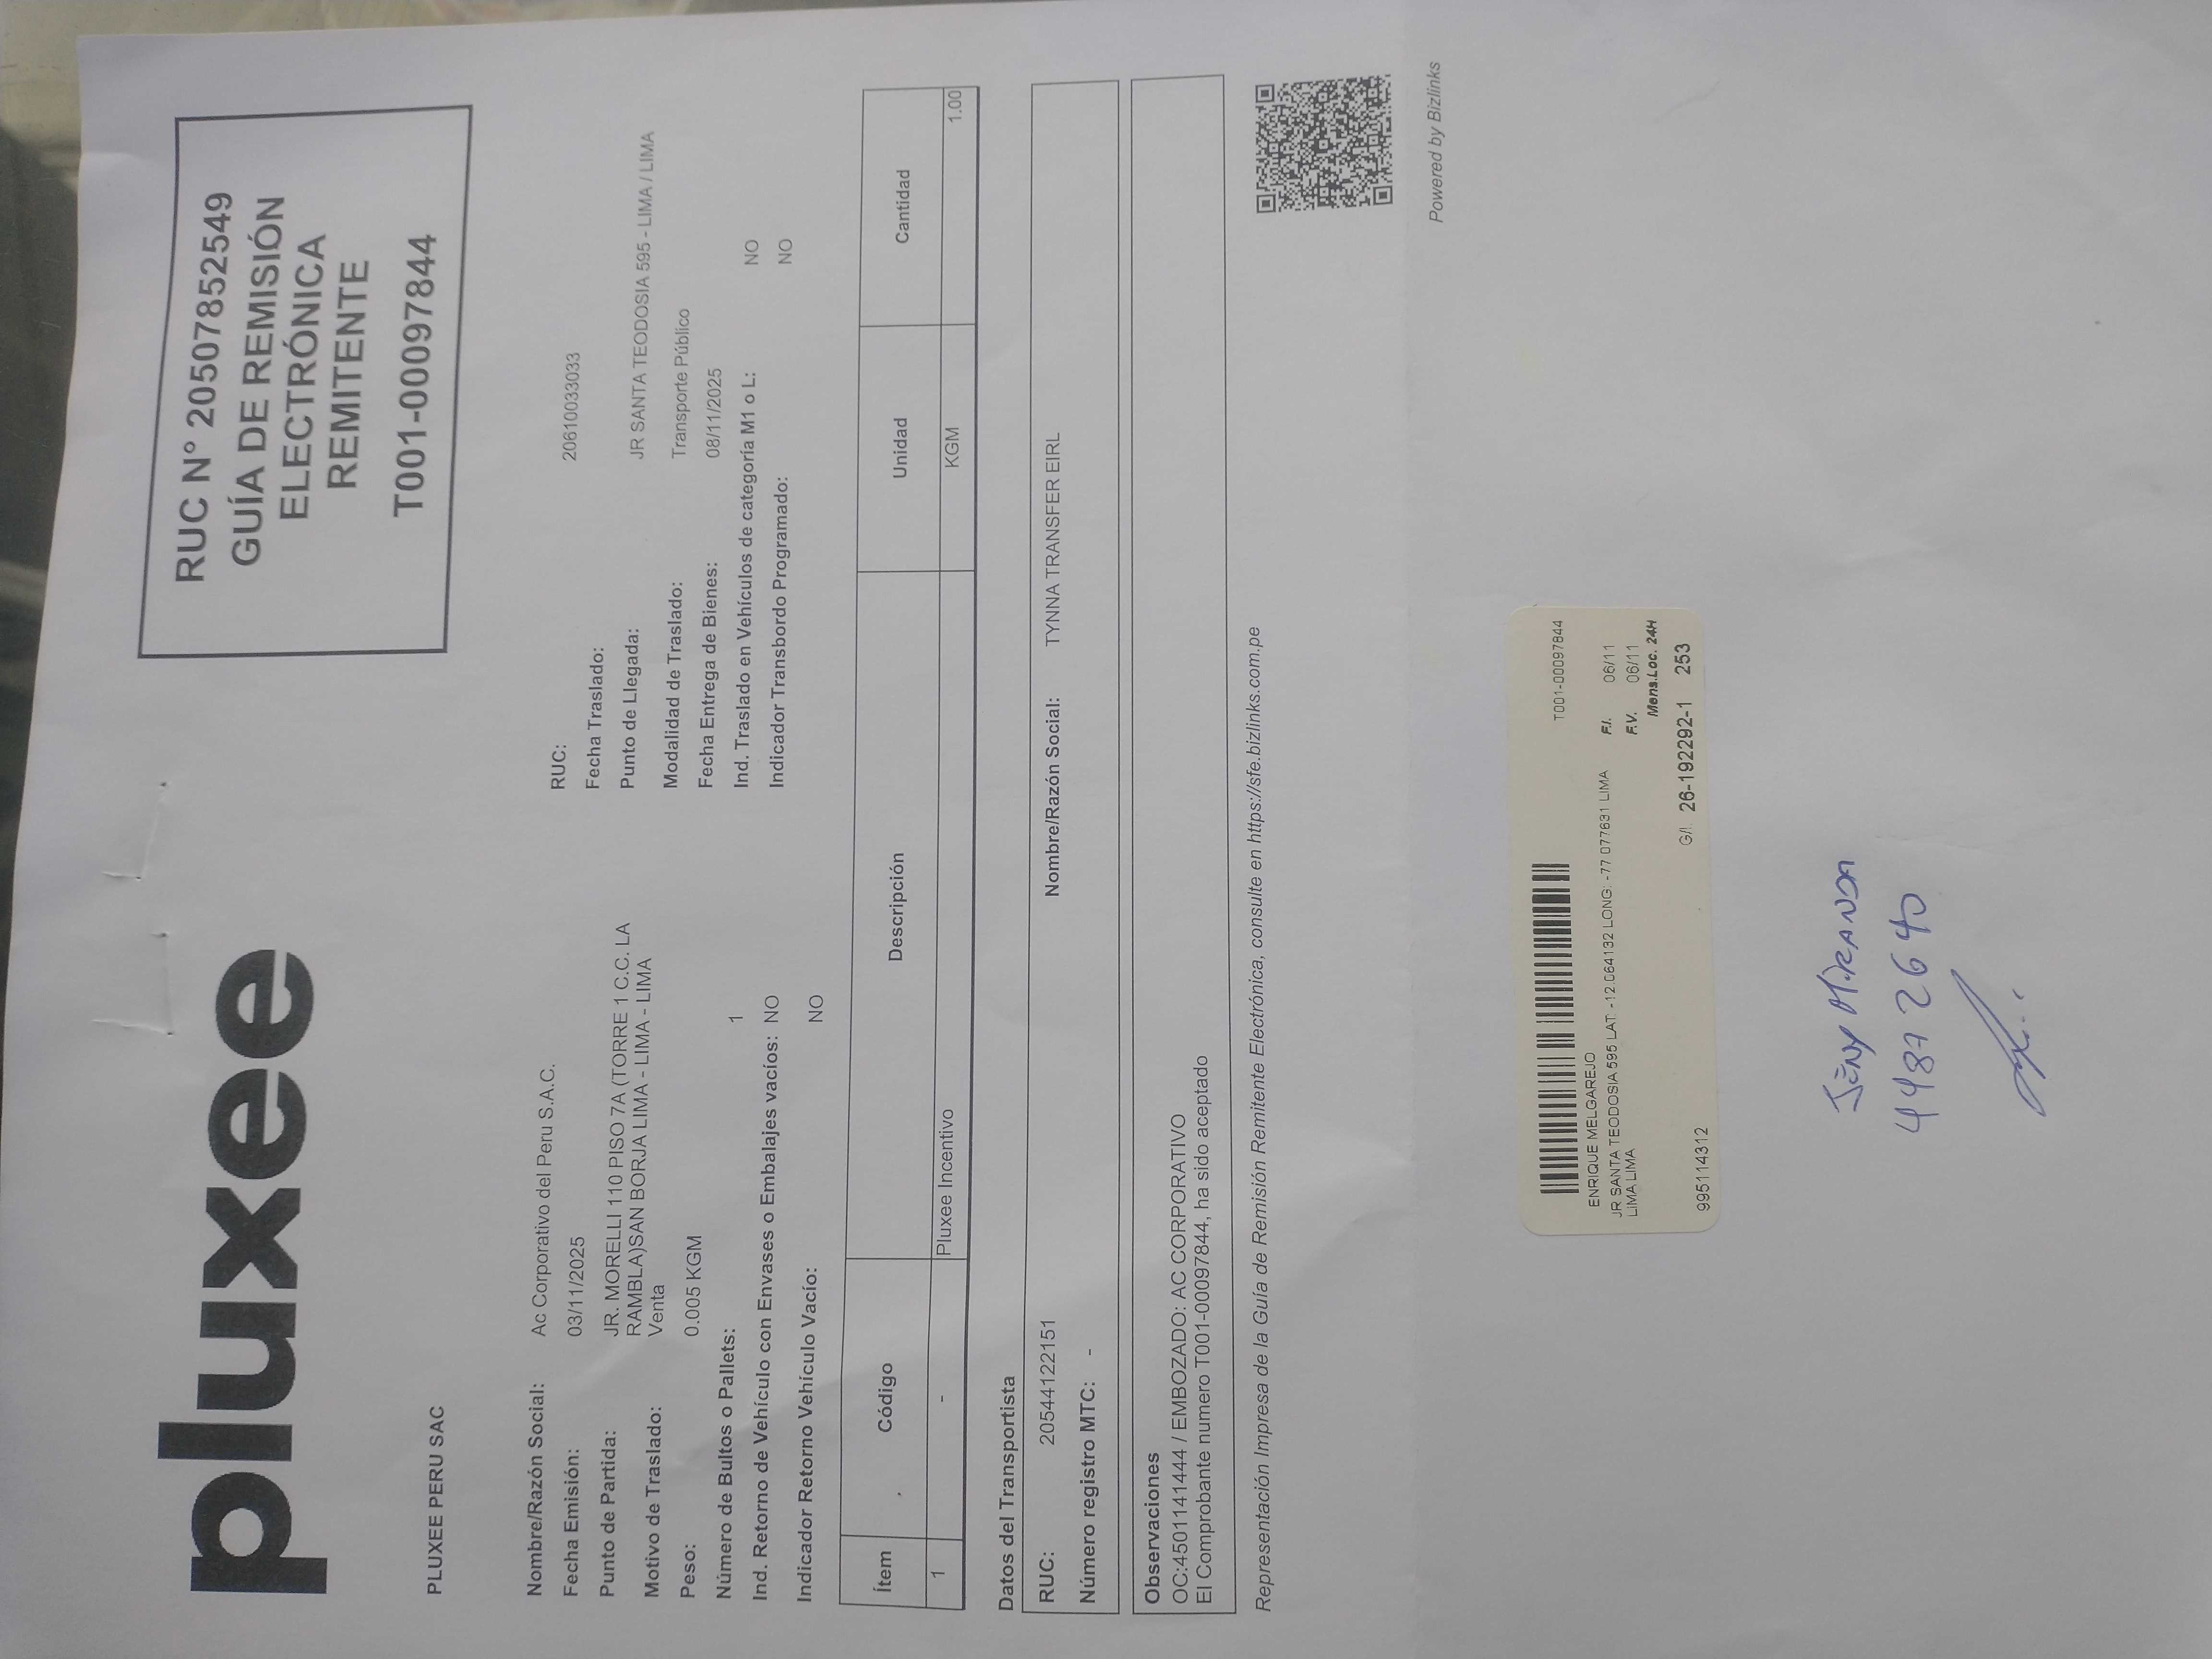 pluxee
RUC N° 20507852549
GUÍA DE REMISIÓN
ELECTRÓNICA
REMITENTE
T001-00097844
PLUXEE PERU SAC
Nombre/Razón Social: Ac Corporativo del Peru S.A.C.
RUC: 20610033033
Fecha Emisión: 03/11/2025
Fecha Traslado:
Punto de Partida: JR. MORELLI 110 PISO 7A (TORRE 1 C.C. LA
RAMBLA)SAN BORJA LIMA - LIMA - LIMA
Punto de Llegada: JR SANTA TEODOSIA 595 - LIMA / LIMA
Motivo de Traslado: Venta
Modalidad de Traslado: Transporte Público
Peso: 0.005 KGM
Fecha Entrega de Bienes: 08/11/2025
Número de Bultos o Pallets: 1
Ind. Traslado en Vehículos de categoría M1 o L: NO
Ind. Retorno de Vehículo con Envases o Embalajes vacíos: NO
Indicador Transbordo Programado: NO
Indicador Retorno Vehículo Vacío: NO
Ítem Código Descripción Unidad Cantidad
1 - Pluxee Incentivo KGM 1.00
Datos del Transportista
RUC: 20544122151 Nombre/Razón Social: TYNNA TRANSFER EIRL
Número registro MTC: -
Observaciones
OC:4501141444 / EMBOZADO: AC CORPORATIVO
El Comprobante numero T001-00097844, ha sido aceptado
Representación Impresa de la Guía de Remisión Remitente Electrónica, consulte en https://sfe.bizlinks.com.pe
Powered by Bizlinks
T001-00097844
ENRIQUE MELGAREJO
JR SANTA TEODOSIA 595 LAT: -12.064132 LONG: -77.077631 LIMA
LIMA,LIMA
F.I. 06/11
F.V. 06/11
Mens.Loc. 24H
995114312 G/I. 26-192292-1 253
JENY MIRANDA
44872640